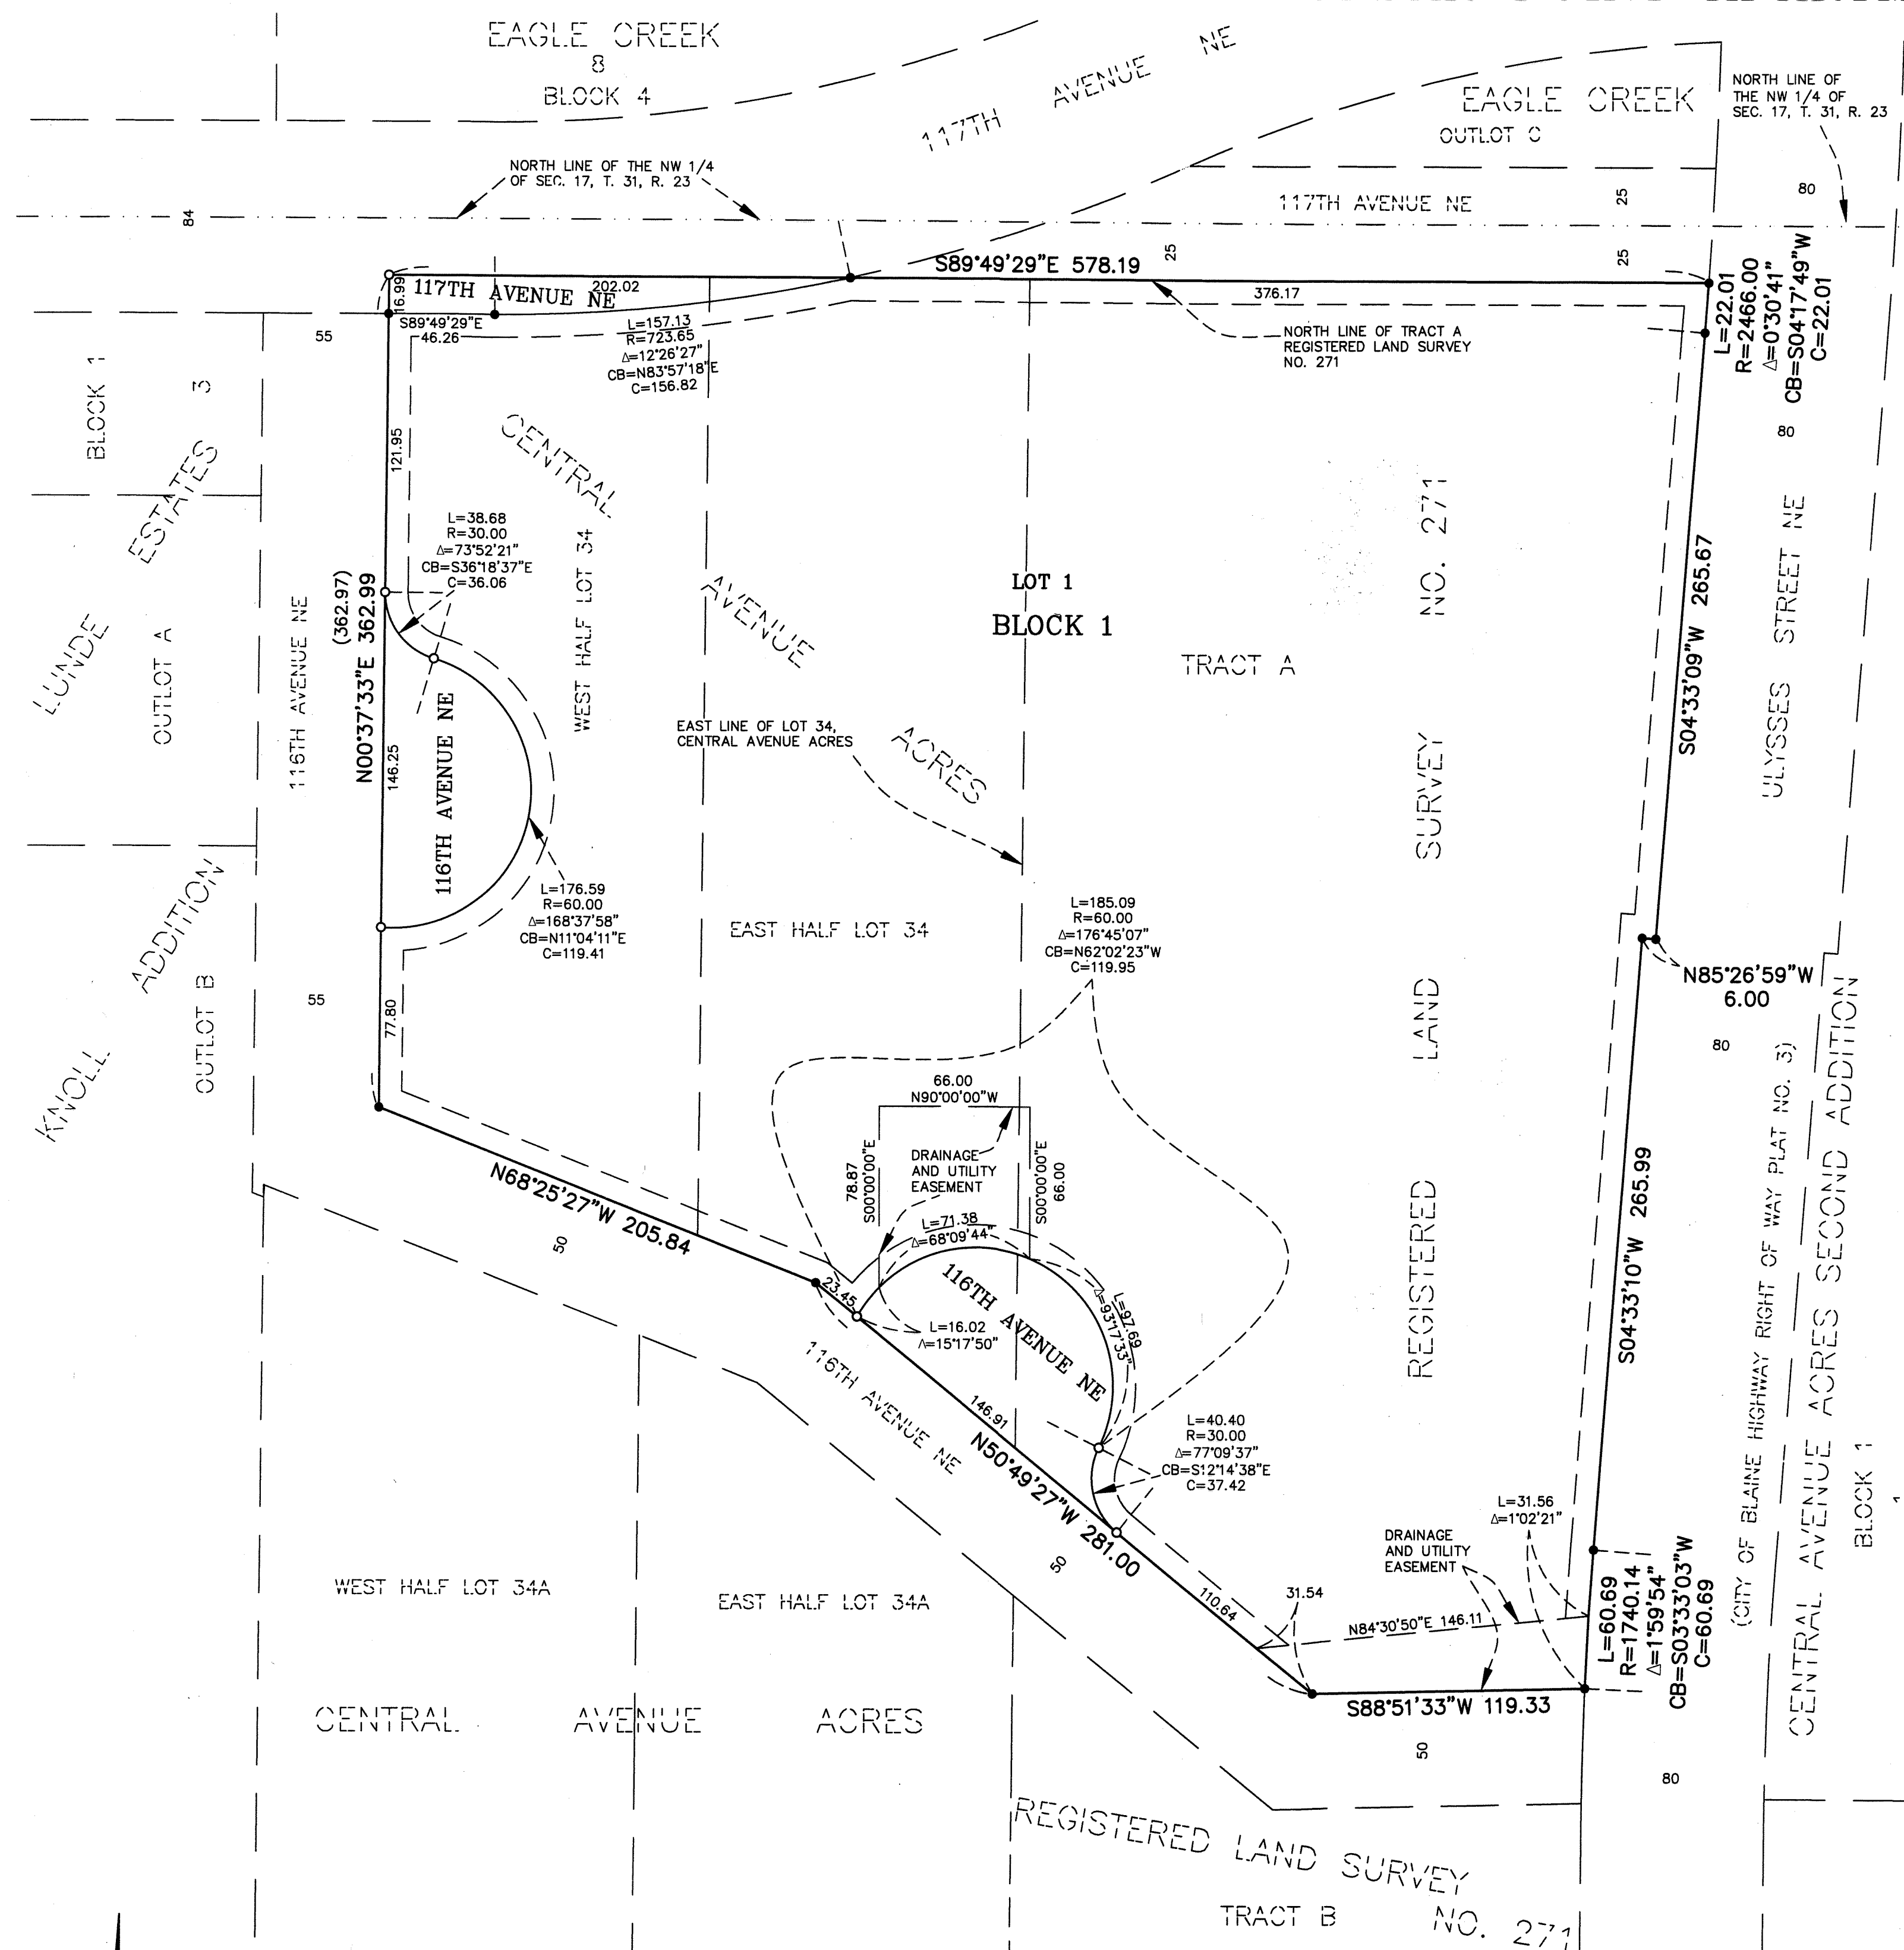 EAGLE CREEK
8
BLOCK 4
117TH AVENUE NE
EAGLE CREEK
OUTLOT C
NORTH LINE OF
THE NW 1/4 OF
SEC. 17, T. 31, R. 23
NORTH LINE OF THE NW 1/4
OF SEC. 17, T. 31, R. 23
84
117TH AVENUE NE
25
80
25
25
S89°49'29"E 578.19
16.99
117TH AVENUE NE
202.02
376.17
S89°49'29"E
46.26
L=157.13
R=723.65
Δ=12°26'27"
CB=N83°57'18"E
C=156.82
NORTH LINE OF TRACT A
REGISTERED LAND SURVEY
NO. 271
L=22.01
R=2466.00
Δ=0°30'41"
CB=S04°17'49"W
C=22.01
55
80
BLOCK 1
3
LUNDE ESTATES
OUTLOT A
121.95
CENTRAL AVENUE ACRES
L=38.68
R=30.00
Δ=73°52'21"
CB=S36°18'37"E
C=36.06
WEST HALF LOT 34
LOT 1
BLOCK 1
TRACT A
REGISTERED LAND SURVEY NO. 271
S04°33'09"W 265.67
ULYSSES STREET NE
116TH AVENUE NE
(362.97)
N00°37'33"E 362.99
146.25
116TH AVENUE NE
EAST LINE OF LOT 34,
CENTRAL AVENUE ACRES
KNOLL ADDITION
OUTLOT B
L=176.59
R=60.00
Δ=168°37'58"
CB=N11°04'11"E
C=119.41
EAST HALF LOT 34
L=185.09
R=60.00
Δ=176°45'07"
CB=N62°02'23"W
C=119.95
N85°26'59"W
6.00
55
77.80
80
66.00
N90°00'00"W
78.87
S00°00'00"E
S00°00'00"E
66.00
DRAINAGE
AND UTILITY
EASEMENT
N68°25'27"W 205.84
50
L=71.38
Δ=68°09'44"
23.45
116TH AVENUE NE
L=97.69
Δ=93°17'33"
L=16.02
Δ=15°17'50"
116TH AVENUE NE
146.91
N50°49'27"W 281.00
L=40.40
R=30.00
Δ=77°09'37"
CB=S12°14'38"E
C=37.42
S04°33'10"W 265.99
(CITY OF BLAINE HIGHWAY RIGHT OF WAY PLAT NO. 3)
CENTRAL AVENUE ACRES SECOND ADDITION
BLOCK 1
1
L=31.56
Δ=1°02'21"
DRAINAGE
AND UTILITY
EASEMENT
50
110.64
31.54
N84°30'50"E 146.11
L=60.69
R=1740.14
Δ=1°59'54"
CB=S03°33'03"W
C=60.69
WEST HALF LOT 34A
EAST HALF LOT 34A
S88°51'33"W 119.33
CENTRAL AVENUE ACRES
50
80
REGISTERED LAND SURVEY
TRACT B
NO. 271